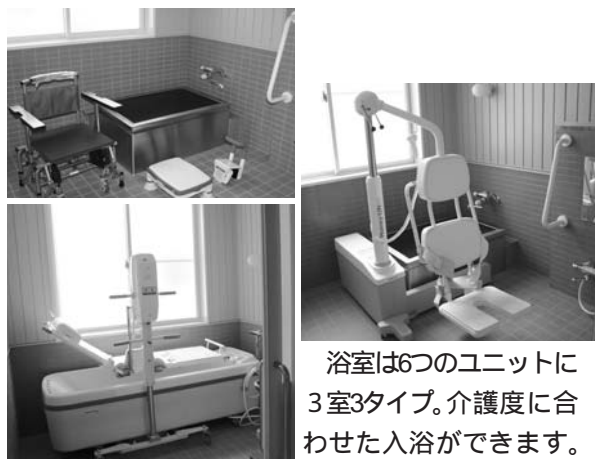 浴室は6つのユニットに
3室3タイプ。介護度に合
わせた入浴ができます。